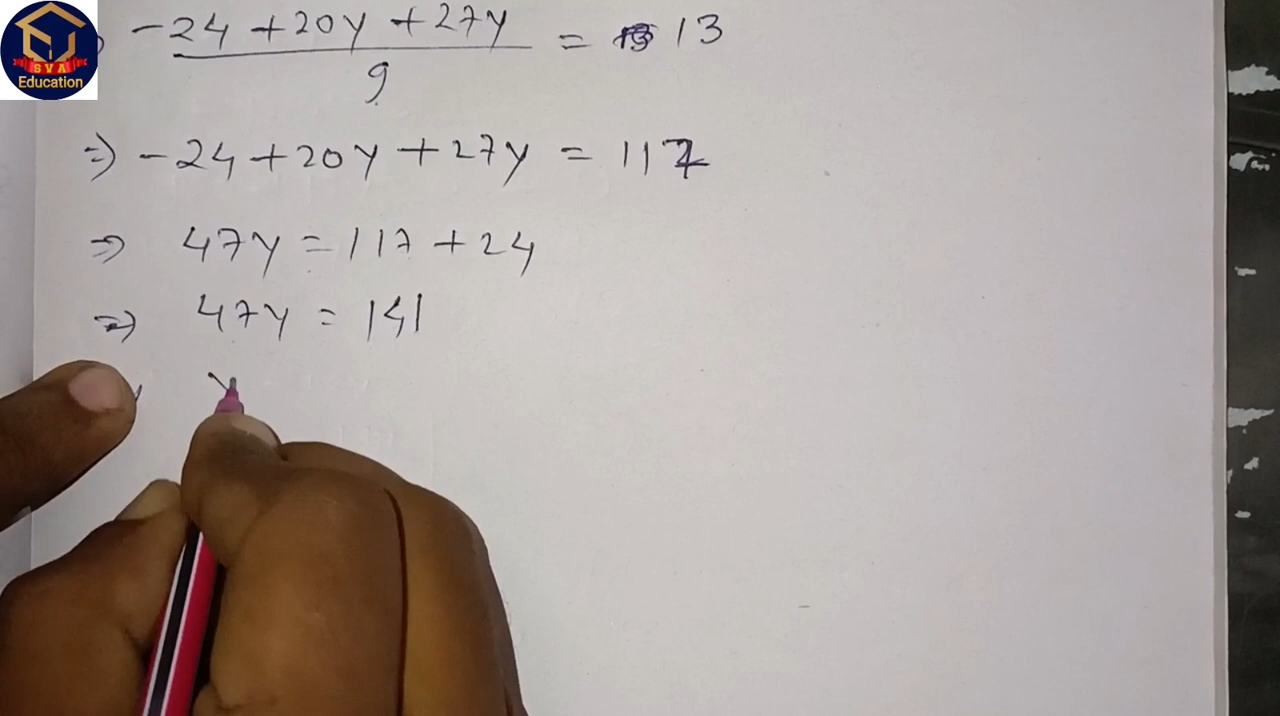 SVA
Education
-24 + 20y + 27y = 13
9
=) -24 + 20y + 27y = 117
=> 47y = 117 + 24
=) 47y = 141